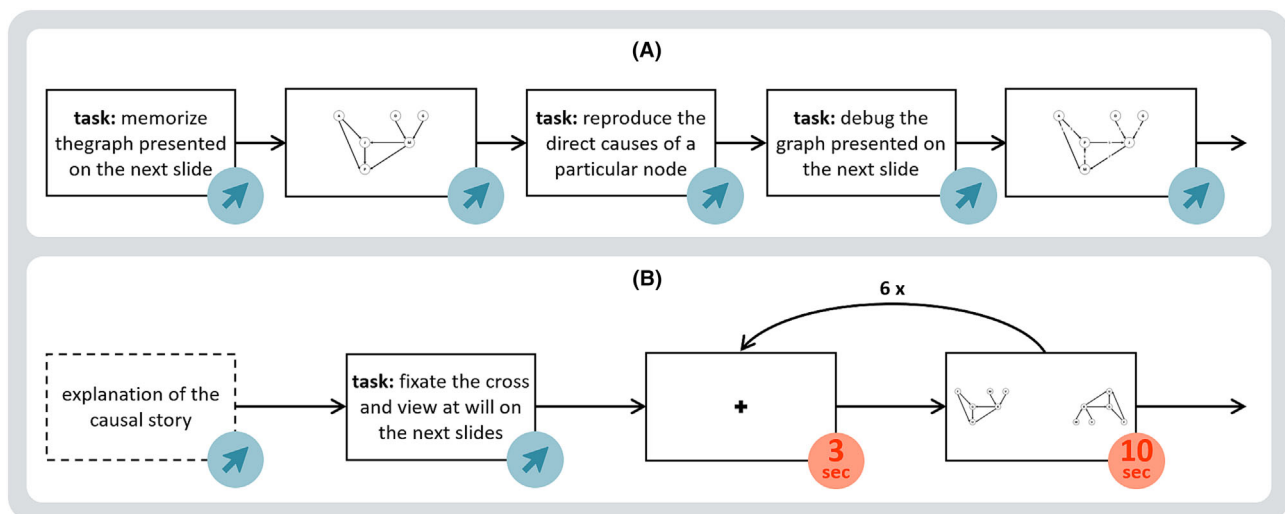 (A)
task: memorize
thegraph presented
on the next slide
task: reproduce the
direct causes of a
particular node
task: debug the
graph presented on
the next slide
(B)
6 x
explanation of the
causal story
task: fixate the cross
and view at will on
the next slides
3
sec
10
sec